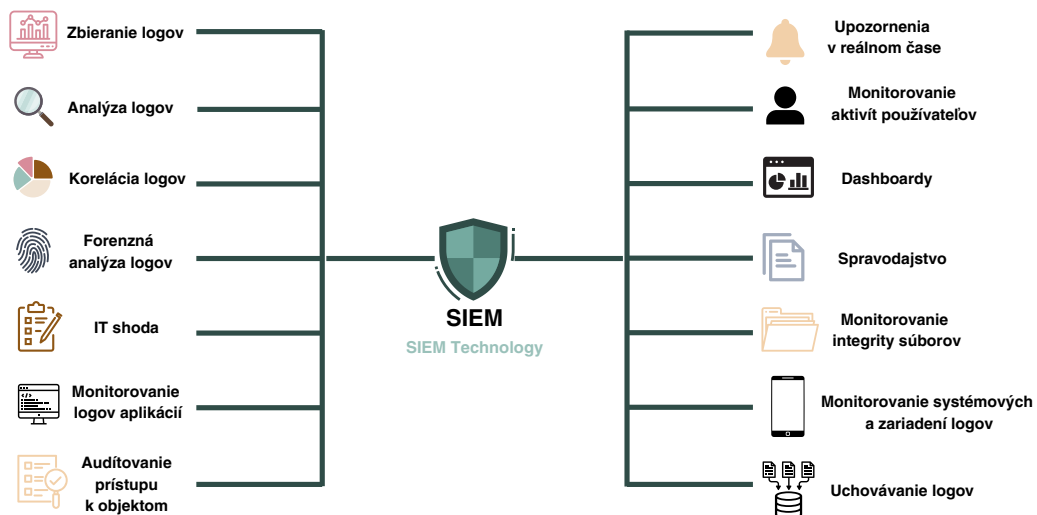 Zbieranie logov
Analýza logov
Korelácia logov
Forenzná
analýza logov
IT shoda
Monitorovanie
logov aplikácií
Audítovanie
prístupu
k objektom
SIEM
SIEM Technology
Upozornenia
v reálnom čase
Monitorovanie
aktivít používateľov
Dashboardy
Spravodajstvo
Monitorovanie
integrity súborov
Monitorovanie systémových
a zariadení logov
Uchovávanie logov